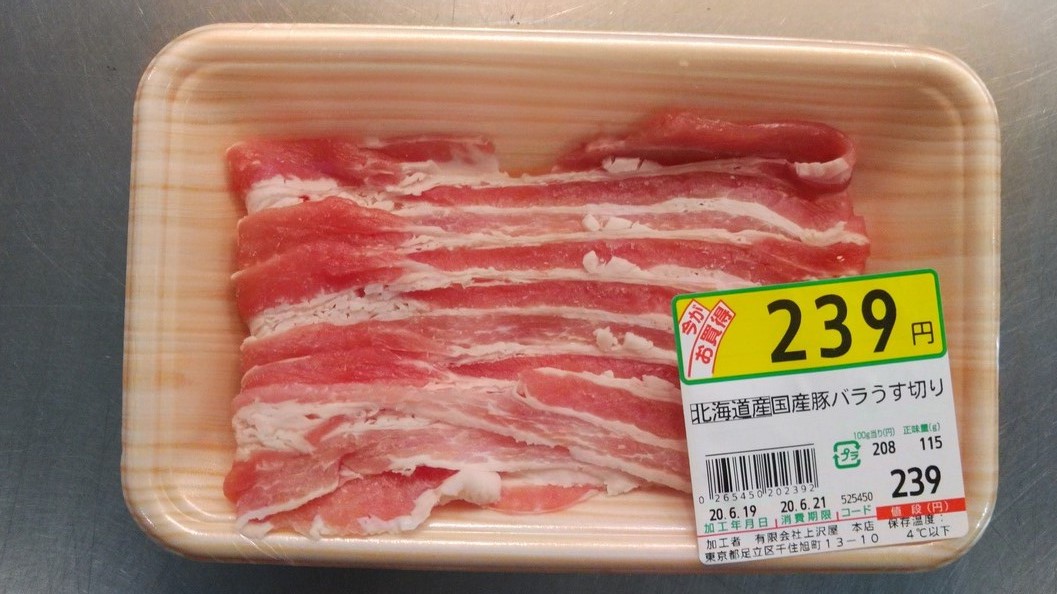 今が
お買得
239円
北海道産国産豚バラうす切り
100g当り(円) 正味量(g)
プラ 208 115
0 265450 202392
239
20.6.19 20.6.21 525450
加工年月日 消費期限 コード 値段(円)
加工者 有限会社上沢屋 本店 保存温度:
東京都足立区千住旭町13-10 4℃以下